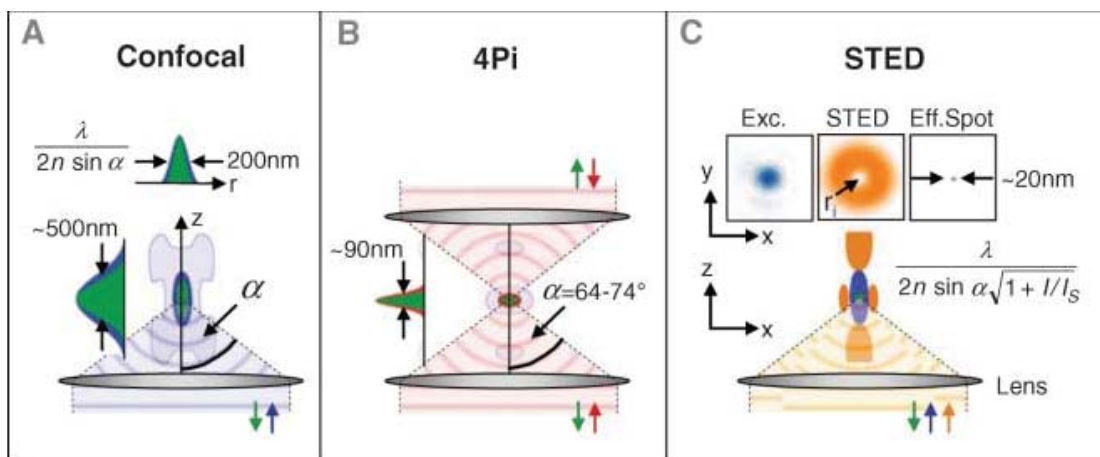 A
Confocal
λ
2n sin α
200nm
r
~500nm
z
α
B
4Pi
~90nm
α=64-74°
C
STED
Exc.
STED
Eff.Spot
y
r_i
~20nm
x
z
λ
2n sin α√1 + I/I_S
x
Lens